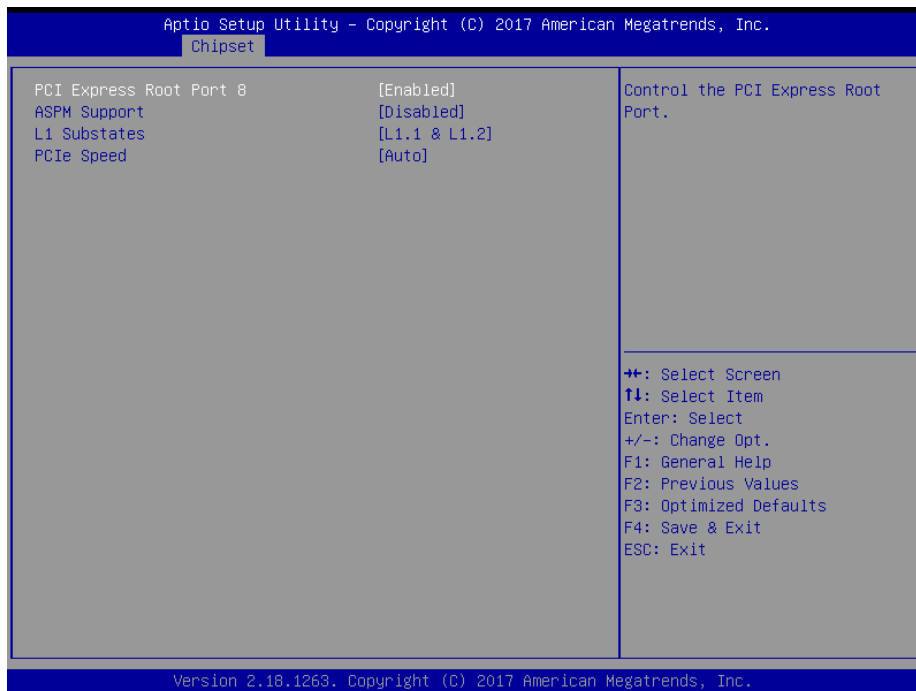 Aptio Setup Utility – Copyright (C) 2017 American Megatrends, Inc.
Chipset
PCI Express Root Port 8 [Enabled]
ASPM Support [Disabled]
L1 Substates [L1.1 & L1.2]
PCIe Speed [Auto]
Control the PCI Express Root
Port.
→←: Select Screen
↑↓: Select Item
Enter: Select
+/-: Change Opt.
F1: General Help
F2: Previous Values
F3: Optimized Defaults
F4: Save & Exit
ESC: Exit
Version 2.18.1263. Copyright (C) 2017 American Megatrends, Inc.